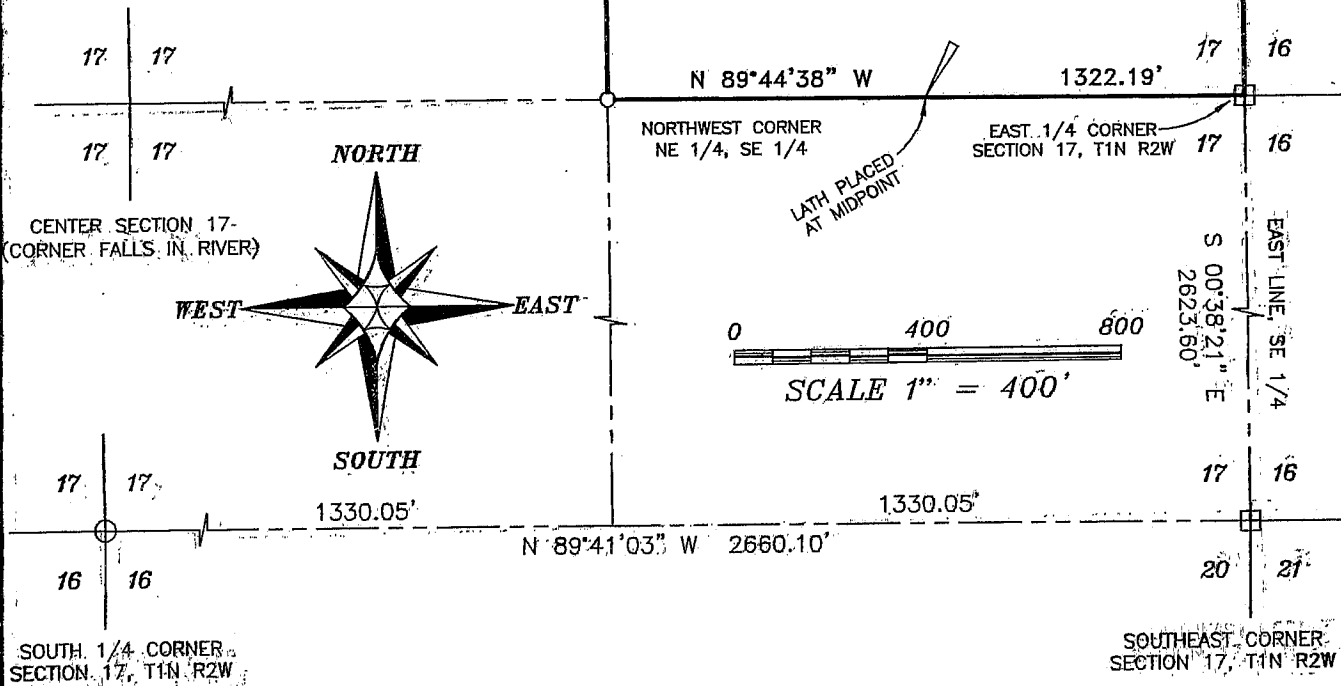 17 17
N 89°44'38" W 1322.19'
17 16
17 17
NORTHWEST CORNER
NE 1/4, SE 1/4
EAST 1/4 CORNER
SECTION 17, T1N R2W
17 16
LATH PLACED
AT MIDPOINT
CENTER SECTION 17
(CORNER FALLS IN RIVER)
NORTH
WEST
EAST
SOUTH
0 400 800
SCALE 1" = 400'
S 00°38'21" E
2623.60'
EAST LINE, SE 1/4
17 17
16 16
1330.05'
1330.05'
N 89°41'03" W 2660.10'
17 16
20 21
SOUTH 1/4 CORNER
SECTION 17, T1N R2W
SOUTHEAST CORNER
SECTION 17, T1N R2W